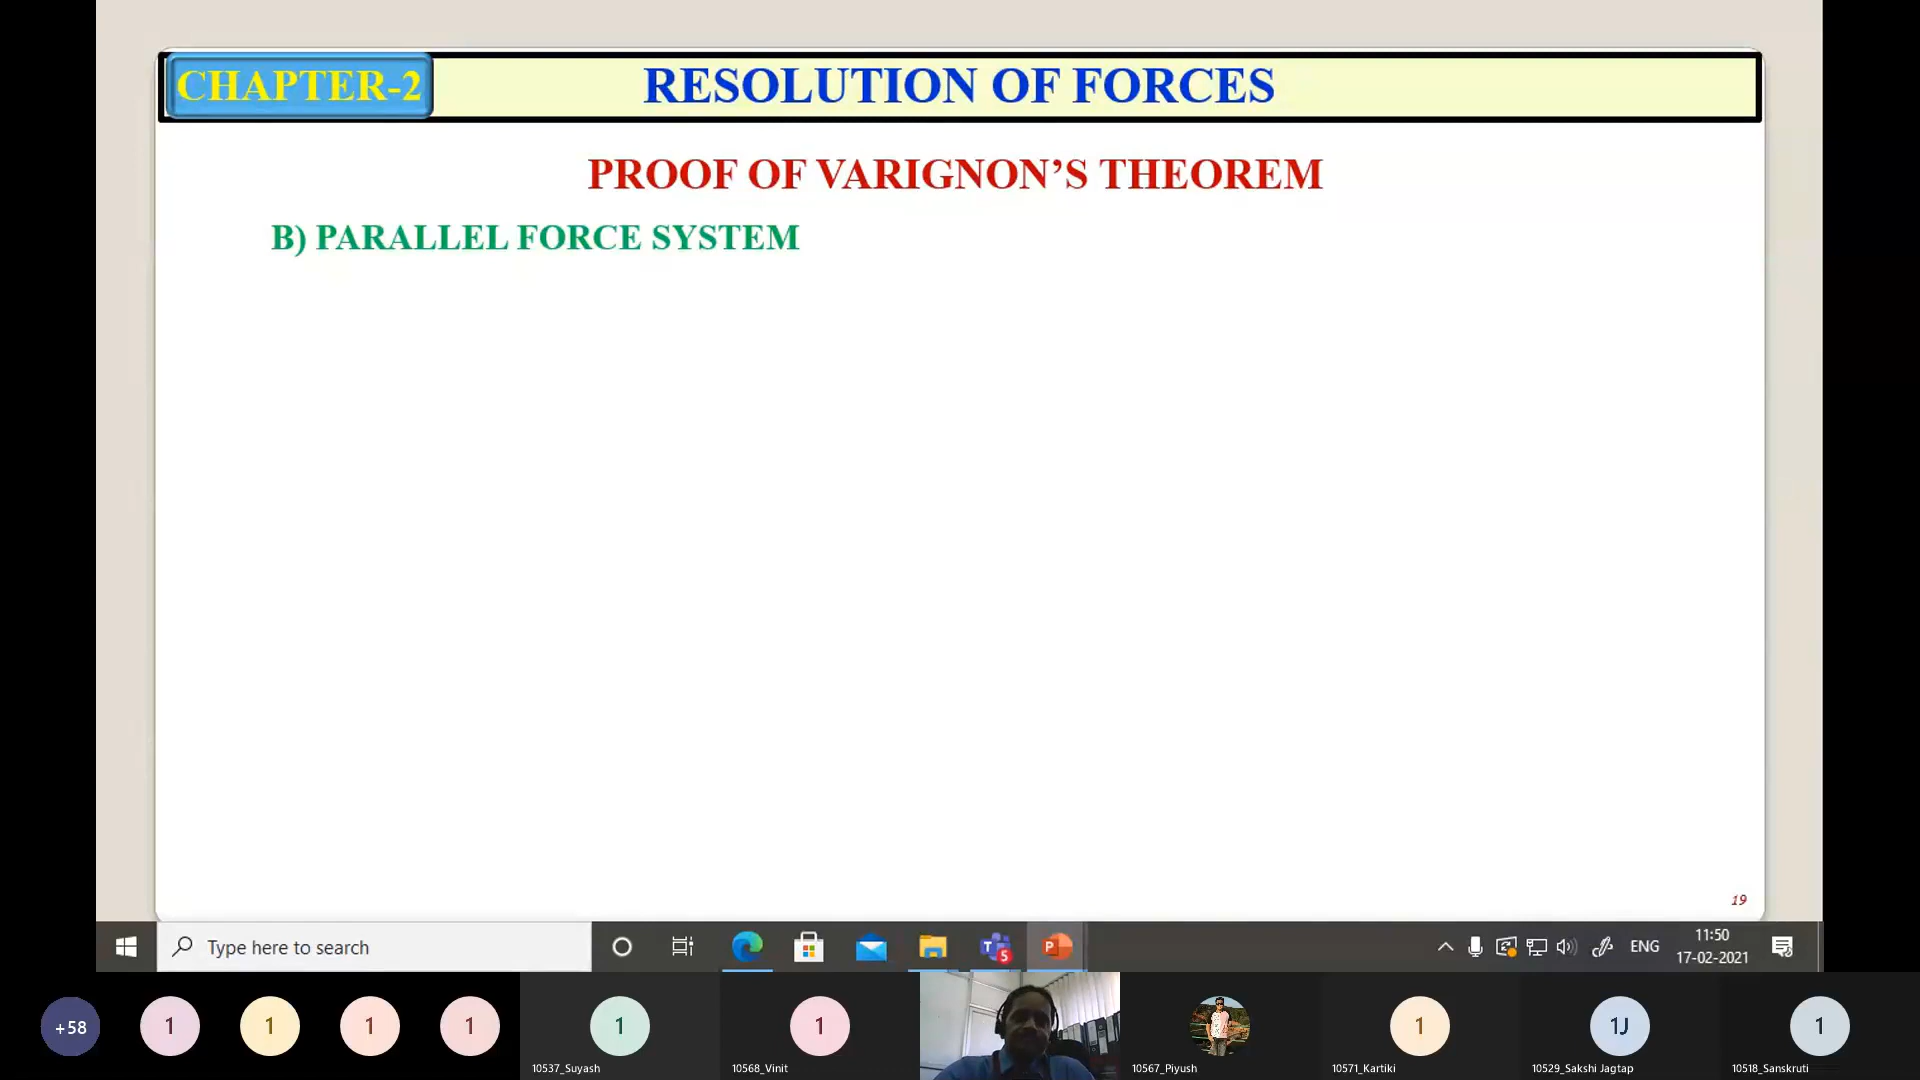 CHAPTER-2
RESOLUTION OF FORCES
PROOF OF VARIGNON’S THEOREM
B) PARALLEL FORCE SYSTEM
19
Type here to search
ENG
11:50
17-02-2021
+58
1
1
1
1
1
1
1
1J
1
10537_Suyash
10568_Vinit
10567_Piyush
10571_Kartiki
10529_Sakshi Jagtap
10518_Sanskruti